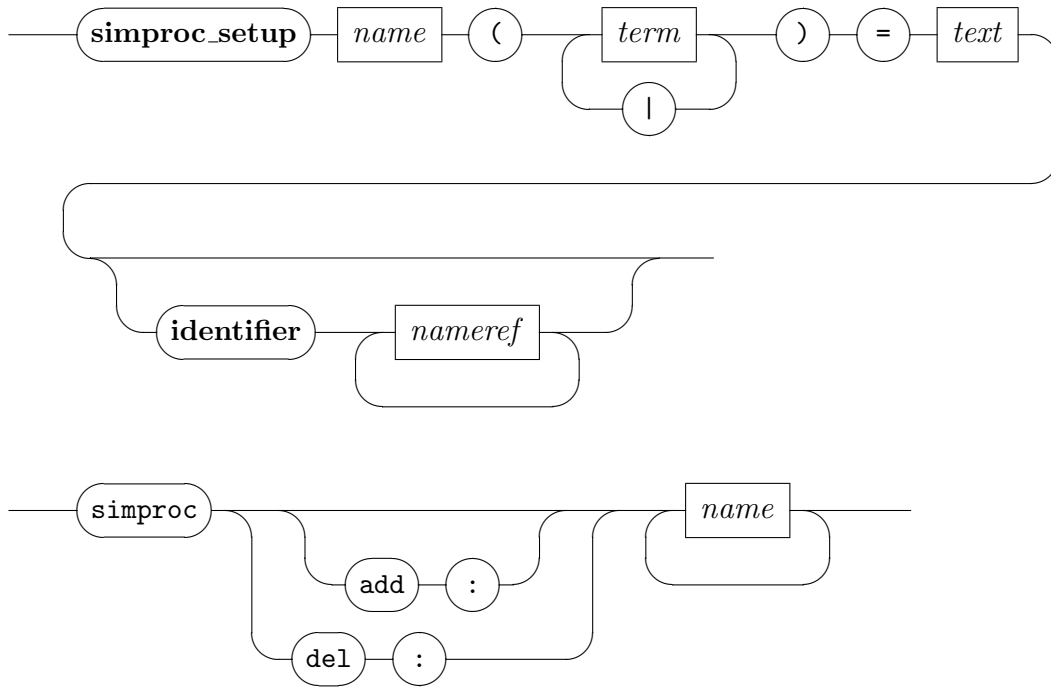 simproc_setup name ( term ) = text
|
identifier nameref
simproc name
add :
del :